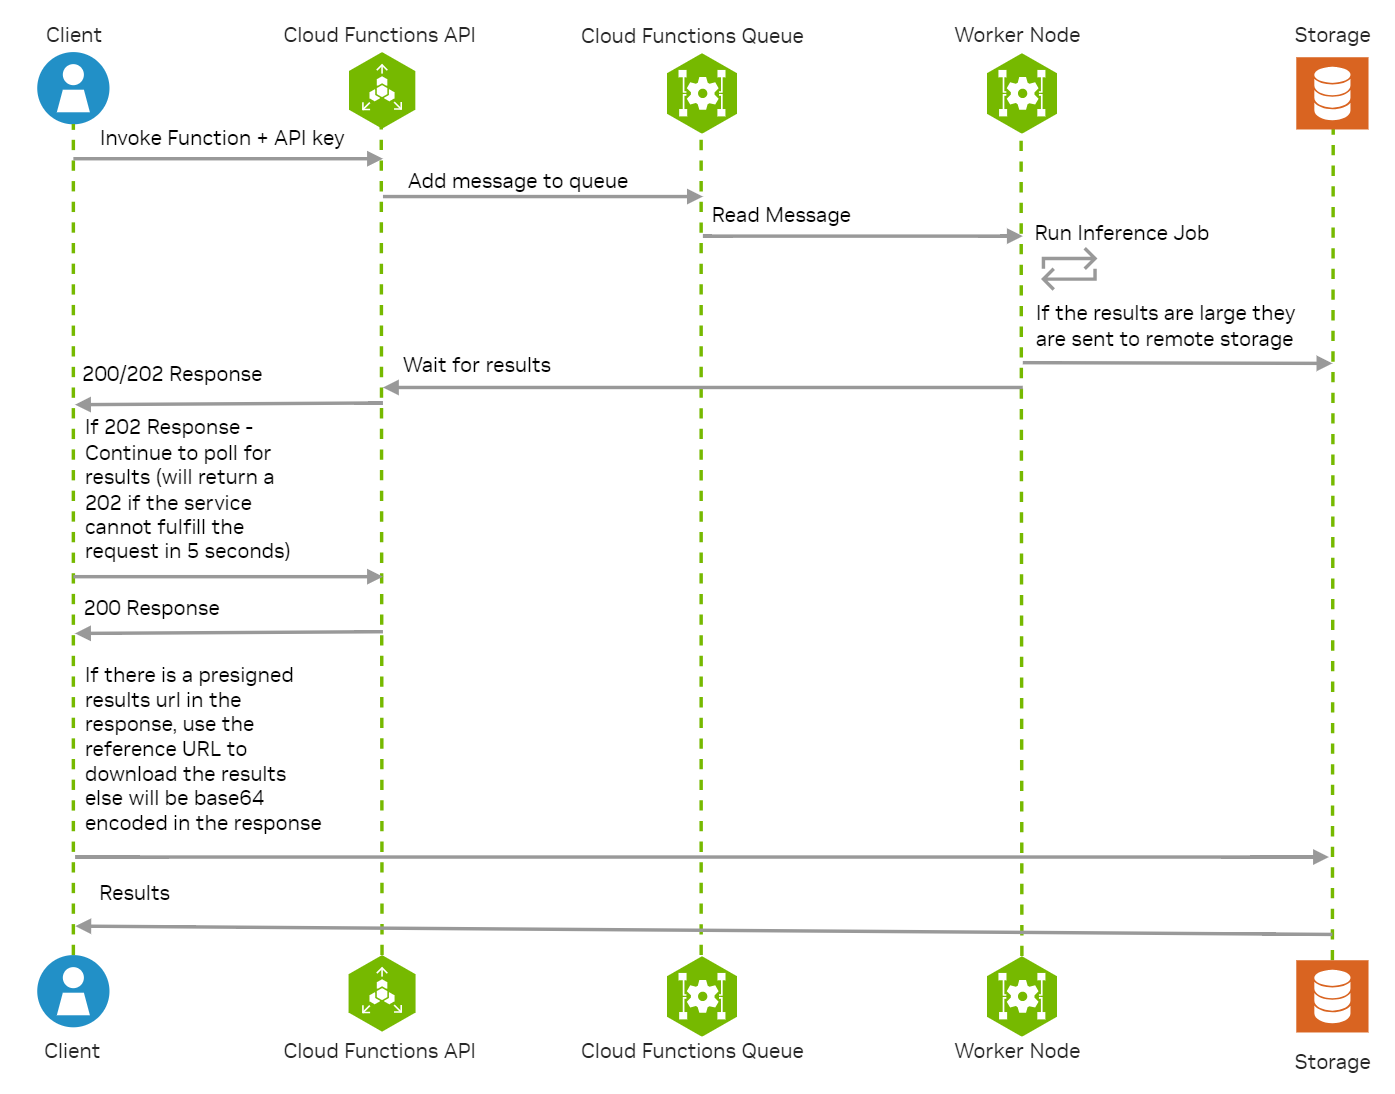 Client
Cloud Functions API
Cloud Functions Queue
Worker Node
Storage
Invoke Function + API key
Add message to queue
Read Message
Run Inference Job
If the results are large they
are sent to remote storage
Wait for results
200/202 Response
If 202 Response -
Continue to poll for
results (will return a
202 if the service
cannot fulfill the
request in 5 seconds)
200 Response
If there is a presigned
results url in the
response, use the
reference URL to
download the results
else will be base64
encoded in the response
Results
Client
Cloud Functions API
Cloud Functions Queue
Worker Node
Storage